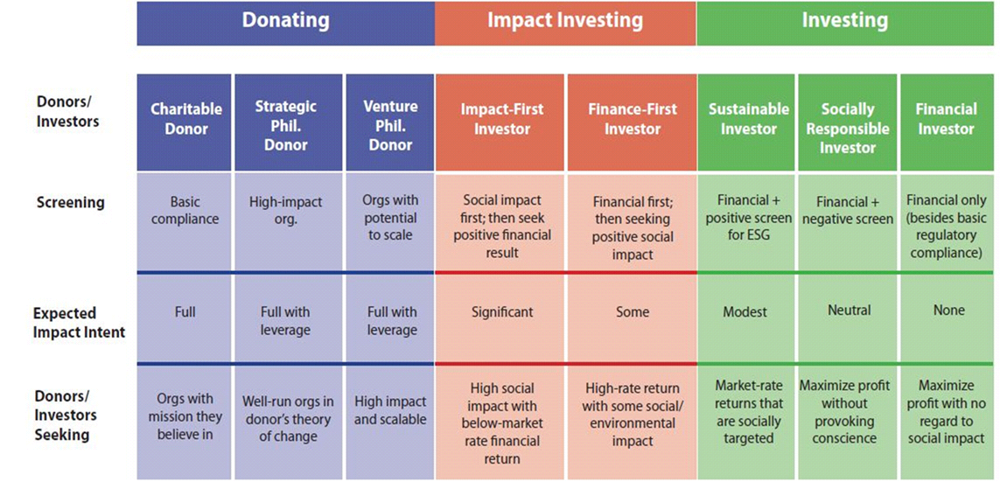 Donating
Impact Investing
Investing
Donors/
Investors
Charitable
Donor
Strategic
Phil.
Donor
Venture
Phil.
Donor
Impact-First
Investor
Finance-First
Investor
Sustainable
Investor
Socially
Responsible
Investor
Financial
Investor
Screening
Basic
compliance
High-impact
org.
Orgs with
potential
to scale
Social impact
first; then seek
positive financial
result
Financial first;
then seeking
positive social
impact
Financial +
positive screen
for ESG
Financial +
negative screen
Financial only
(besides basic
regulatory
compliance)
Expected
Impact Intent
Full
Full with
leverage
Full with
leverage
Significant
Some
Modest
Neutral
None
Donors/
Investors
Seeking
Orgs with
mission they
believe in
Well-run orgs in
donor's theory
of change
High impact
and scalable
High social
impact with
below-market
rate financial
return
High-rate return
with some social/
environmental
impact
Market-rate
returns that
are socially
targeted
Maximize profit
without
provoking
conscience
Maximize
profit with no
regard to
social impact